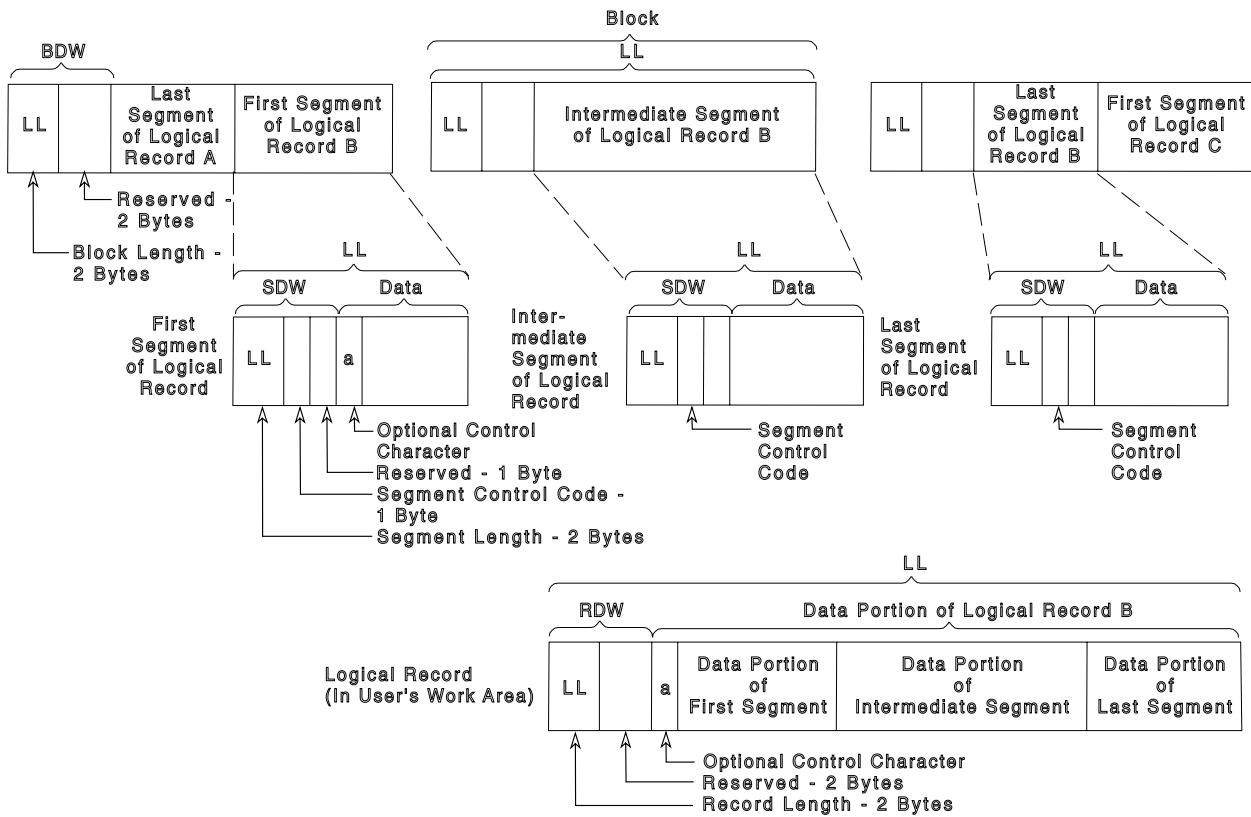 Block
BDW
LL
LL
Last
Segment
of Logical
Record A
First Segment
of Logical
Record B
LL
Intermediate Segment
of Logical Record B
LL
Last
Segment
of Logical
Record B
First Segment
of Logical
Record C
Reserved -
2 Bytes
Block Length -
2 Bytes
LL
SDW
Data
First
Segment
of Logical
Record
LL
a
Optional Control
Character
Reserved - 1 Byte
Segment Control Code -
1 Byte
Segment Length - 2 Bytes
LL
SDW
Data
Inter-
mediate
Segment
of Logical
Record
LL
Segment
Control
Code
LL
SDW
Data
Last
Segment
of Logical
Record
LL
Segment
Control
Code
LL
RDW
Data Portion of Logical Record B
Logical Record
(In User's Work Area)
LL
a
Data Portion
of
First Segment
Data Portion
of
Intermediate Segment
Data Portion
of
Last Segment
Optional Control Character
Reserved - 2 Bytes
Record Length - 2 Bytes